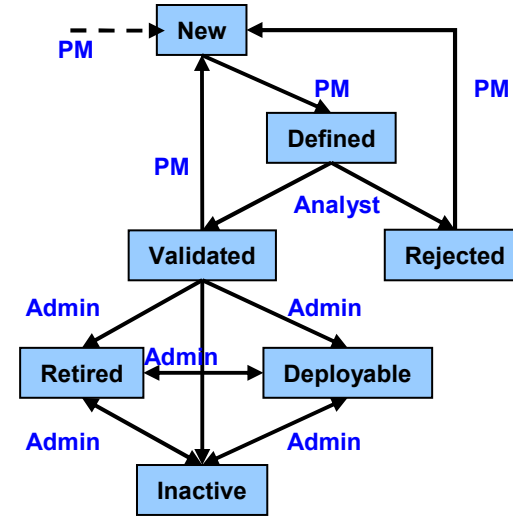 New
PM
PM
PM
Defined
PM
Analyst
Validated
Rejected
Admin
Admin
Admin
Retired
Deployable
Admin
Admin
Inactive